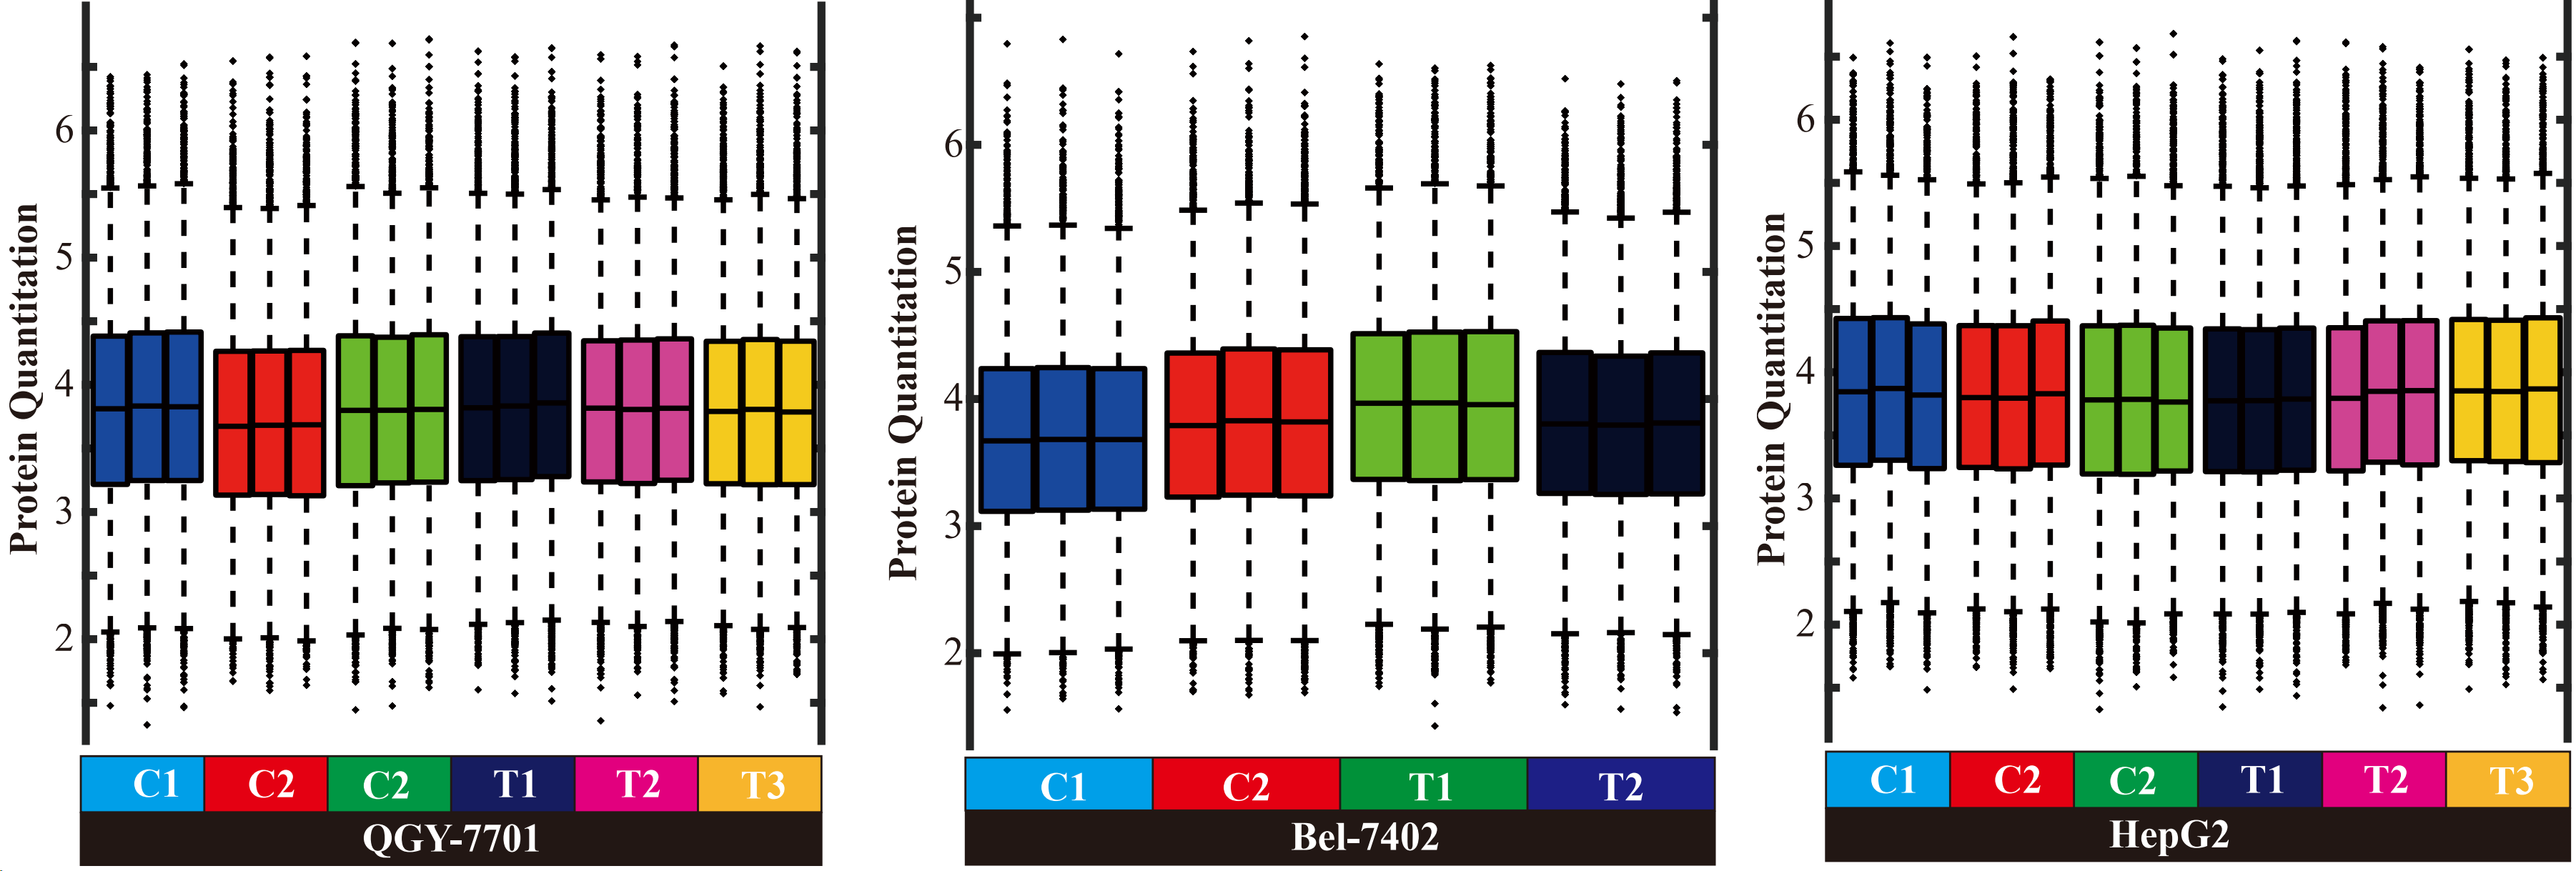 Protein Quantitation
6
5
4
3
2
C1 C2 C2 T1 T2 T3
QGY-7701
Protein Quantitation
6
5
4
3
2
C1 C2 T1 T2
Bel-7402
Protein Quantitation
6
5
4
3
2
C1 C2 C2 T1 T2 T3
HepG2